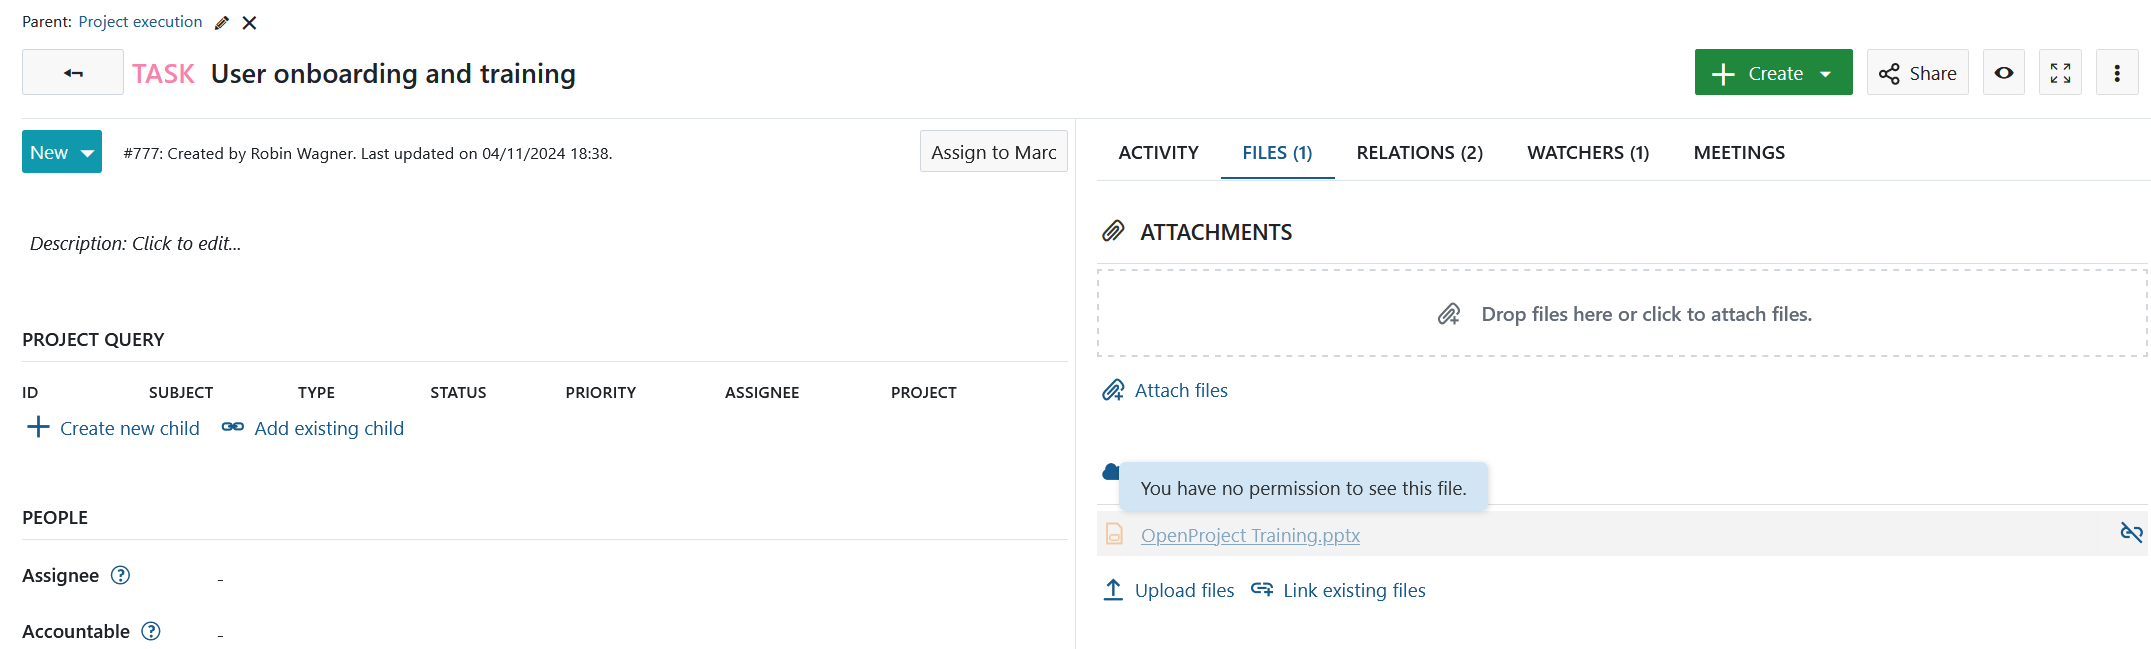 Parent: Project execution
TASK User onboarding and training
Create
Share
New
#777: Created by Robin Wagner. Last updated on 04/11/2024 18:38.
Assign to Marc
Description: Click to edit...
PROJECT QUERY
ID SUBJECT TYPE STATUS PRIORITY ASSIGNEE PROJECT
Create new child Add existing child
PEOPLE
Assignee ? -
Accountable ? -
ACTIVITY FILES (1) RELATIONS (2) WATCHERS (1) MEETINGS
ATTACHMENTS
Drop files here or click to attach files.
Attach files
You have no permission to see this file.
OpenProject Training.pptx
Upload files Link existing files